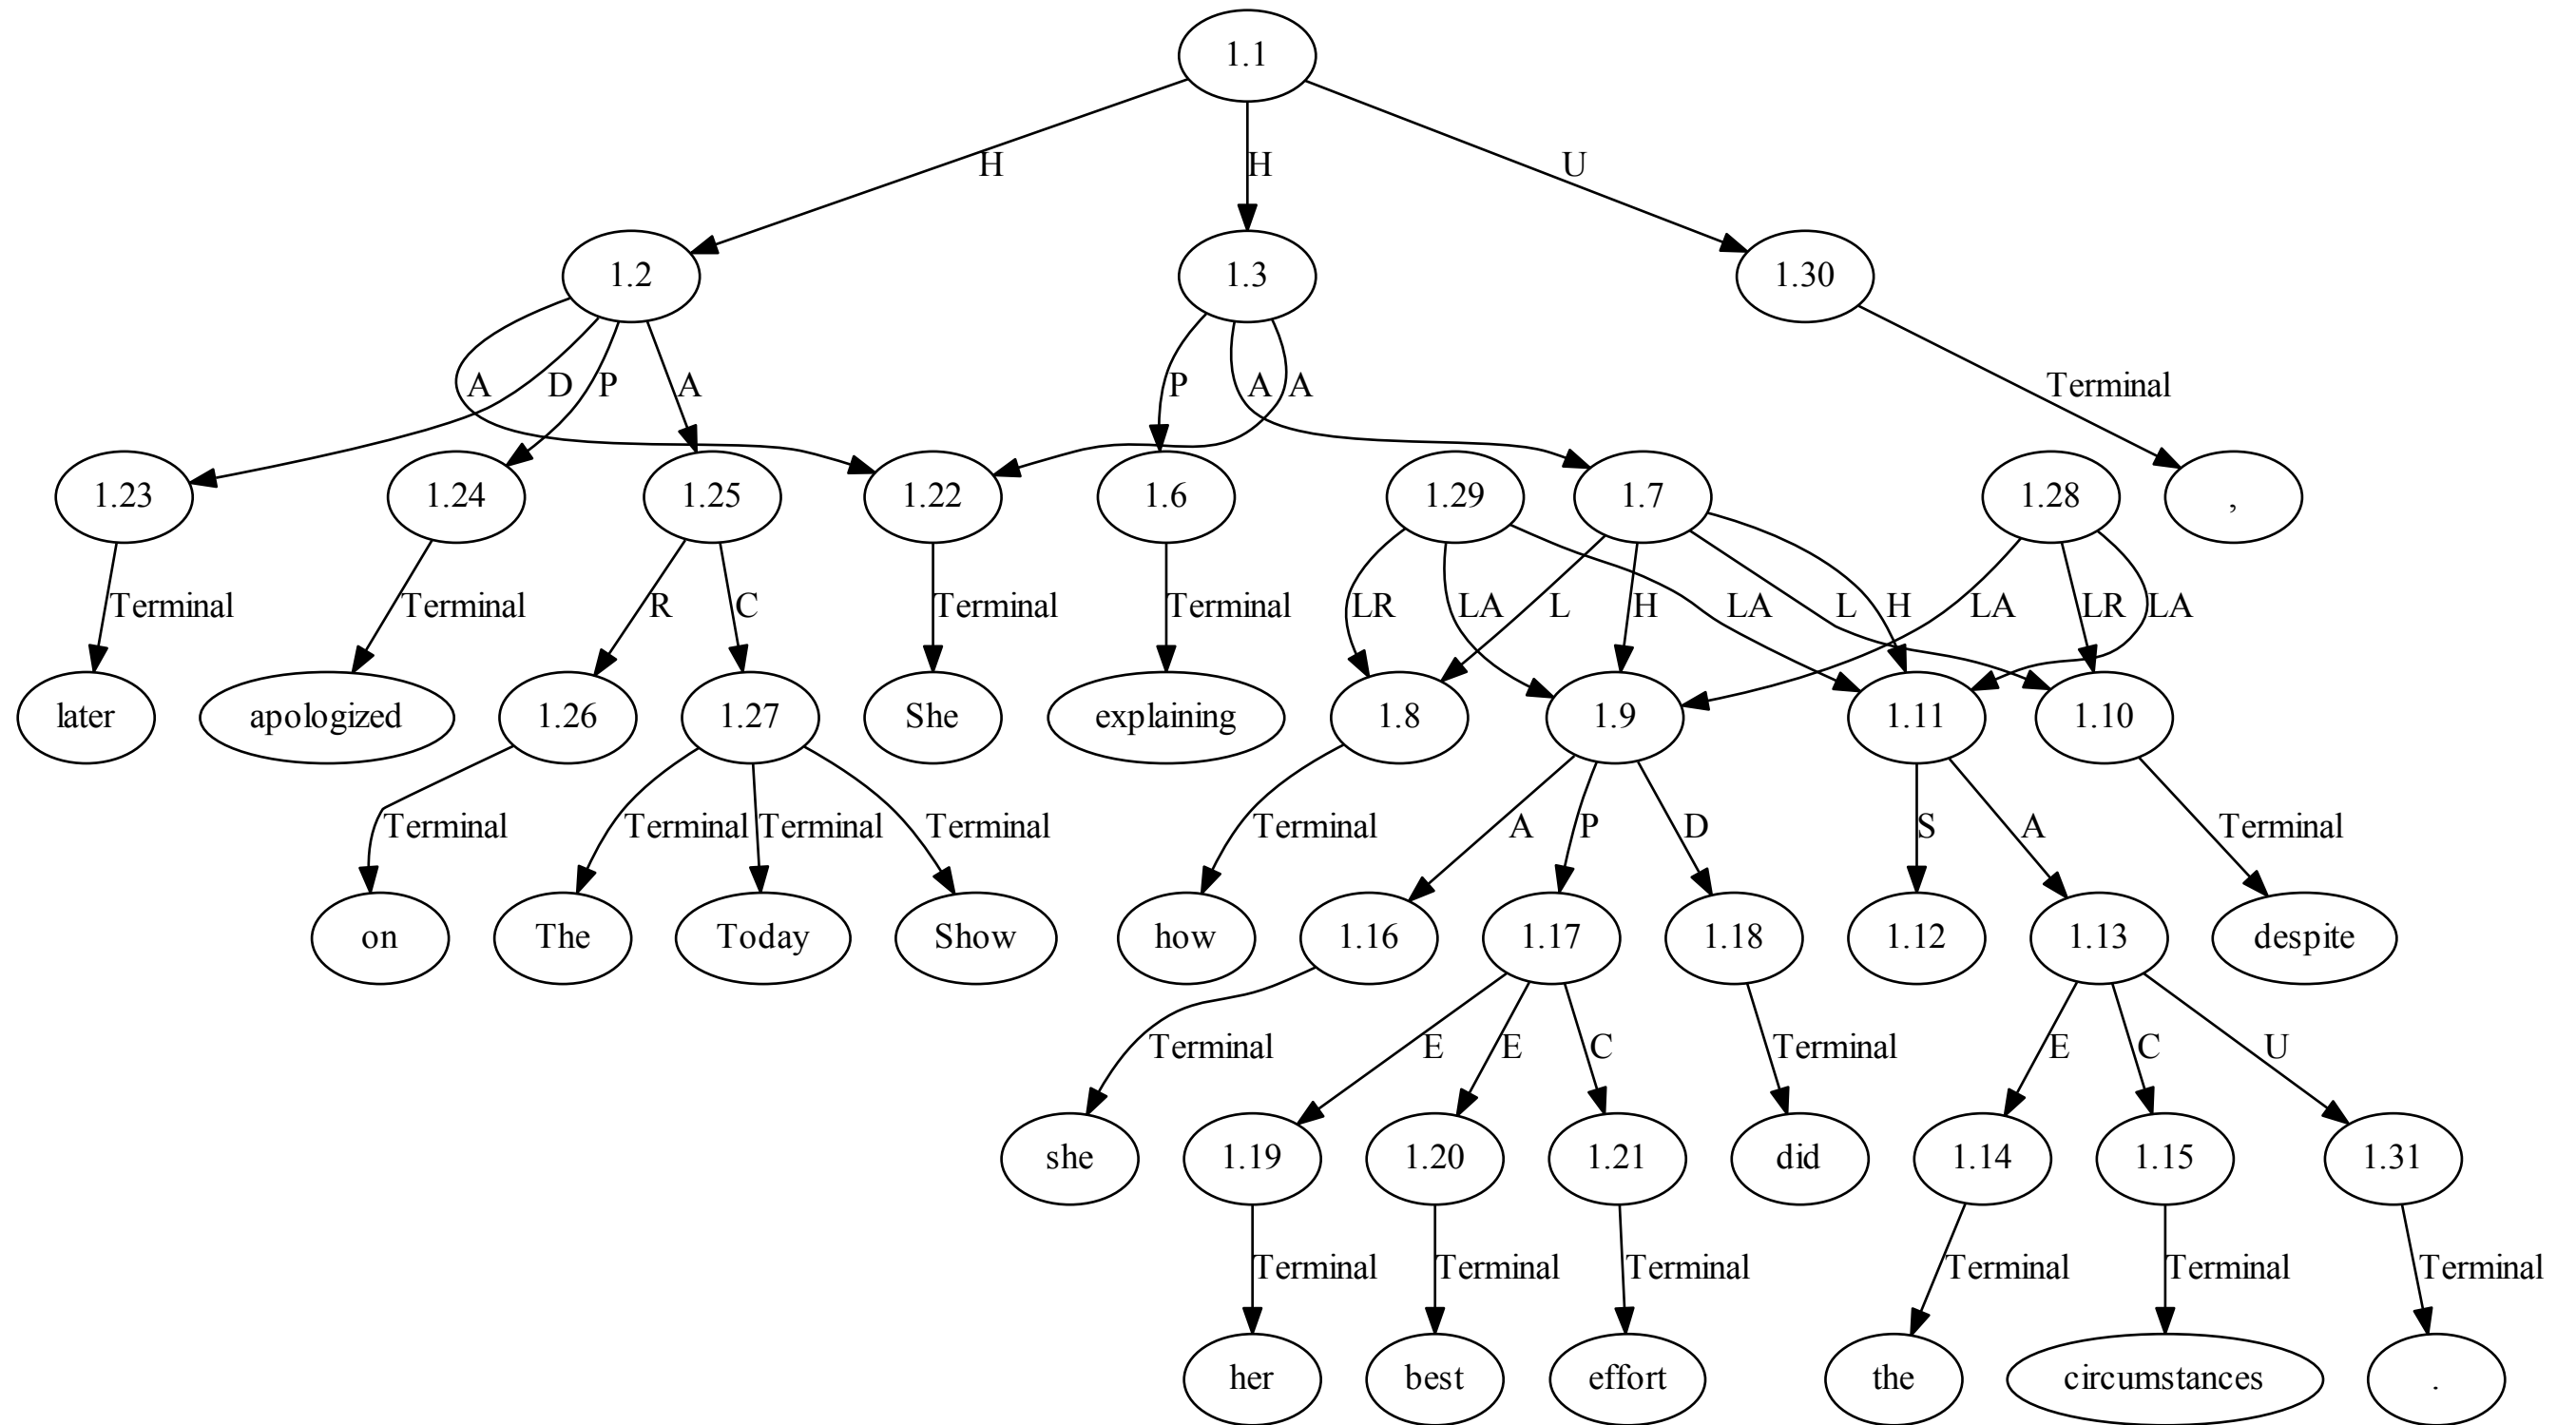 1.1
H H U
1.2 1.3 1.30
A D P A P A A Terminal
1.23 1.24 1.25 1.22 1.6 1.29 1.7 1.28 ,
Terminal Terminal R C Terminal Terminal LR LA L H LA L H LA LR LA
later apologized 1.26 1.27 She explaining 1.8 1.9 1.11 1.10
Terminal Terminal Terminal Terminal Terminal A P D S A Terminal
on The Today Show how 1.16 1.17 1.18 1.12 1.13 despite
Terminal E E C Terminal E C U
she 1.19 1.20 1.21 did 1.14 1.15 1.31
Terminal Terminal Terminal Terminal Terminal Terminal
her best effort the circumstances .